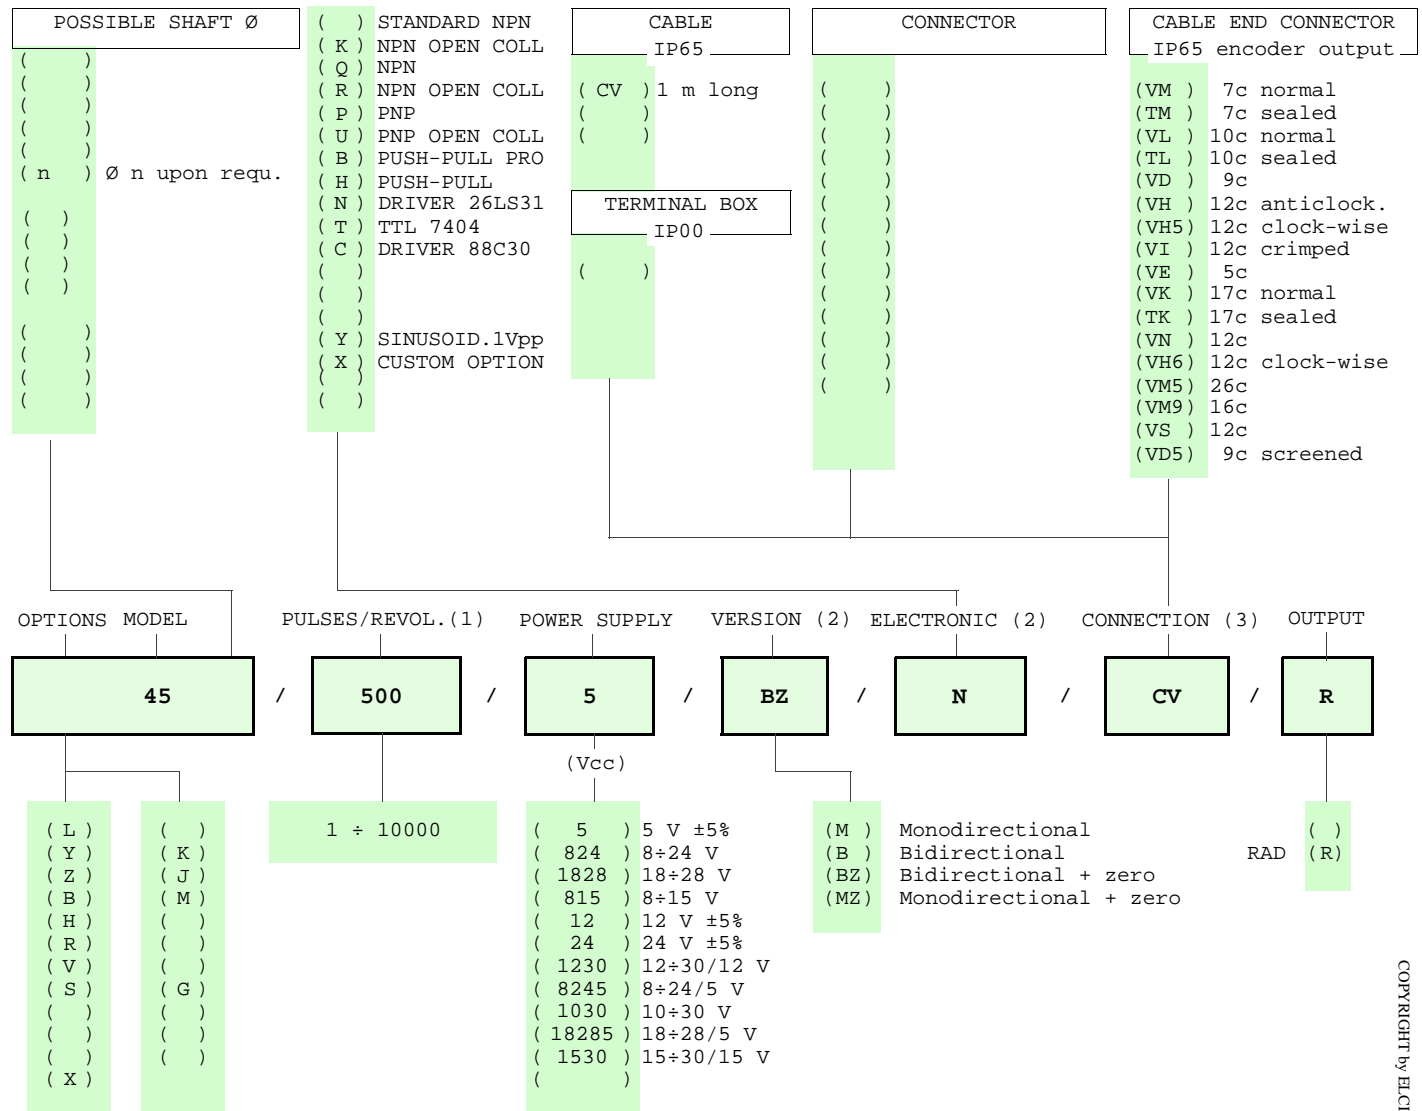 POSSIBLE SHAFT Ø
( )
( )
( )
( )
( )
( n ) Ø n upon requ.
( )
( )
( )
( )
( )
( )
( )
( )
( ) STANDARD NPN
( K ) NPN OPEN COLL
( Q ) NPN
( R ) NPN OPEN COLL
( P ) PNP
( U ) PNP OPEN COLL
( B ) PUSH-PULL PRO
( H ) PUSH-PULL
( N ) DRIVER 26LS31
( T ) TTL 7404
( C ) DRIVER 88C30
( )
( )
( )
( Y ) SINUSOID.1Vpp
( X ) CUSTOM OPTION
( )
( )
CABLE
IP65
( CV ) 1 m long
( )
( )
TERMINAL BOX
IP00
( )
CONNECTOR
( )
( )
( )
( )
( )
( )
( )
( )
( )
( )
( )
( )
( )
( )
CABLE END CONNECTOR
IP65 encoder output
(VM ) 7c normal
(TM ) 7c sealed
(VL ) 10c normal
(TL ) 10c sealed
(VD ) 9c
(VH ) 12c anticlock.
(VH5) 12c clock-wise
(VI ) 12c crimped
(VE ) 5c
(VK ) 17c normal
(TK ) 17c sealed
(VN ) 12c
(VH6) 12c clock-wise
(VM5) 26c
(VM9) 16c
(VS ) 12c
(VD5) 9c screened
OPTIONS MODEL PULSES/REVOL.(1) POWER SUPPLY VERSION (2) ELECTRONIC (2) CONNECTION (3) OUTPUT
45 / 500 / 5 / BZ / N / CV / R
(Vcc)
( L )
( Y )
( Z )
( B )
( H )
( R )
( V )
( S )
( )
( )
( )
( X )
( )
( K )
( J )
( M )
( )
( )
( )
( G )
( )
( )
( )
1 ÷ 10000
( 5 ) 5 V ±5%
( 824 ) 8÷24 V
( 1828 ) 18÷28 V
( 815 ) 8÷15 V
( 12 ) 12 V ±5%
( 24 ) 24 V ±5%
( 1230 ) 12÷30/12 V
( 8245 ) 8÷24/5 V
( 1030 ) 10÷30 V
( 18285 ) 18÷28/5 V
( 1530 ) 15÷30/15 V
( )
(M ) Monodirectional
(B ) Bidirectional
(BZ) Bidirectional + zero
(MZ) Monodirectional + zero
( )
RAD (R)
COPYRIGHT by ELCI